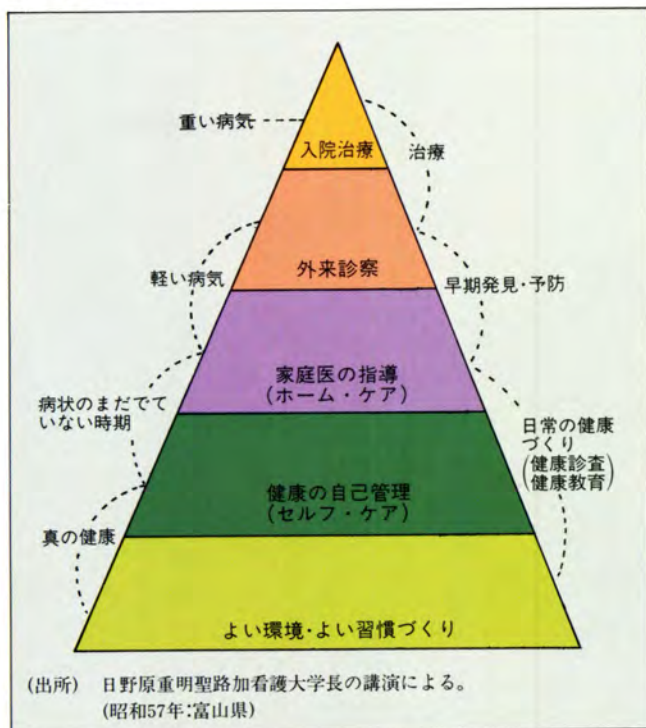 重い病気
入院治療
治療
外来診察
軽い病気
早期発見・予防
家庭医の指導
(ホーム・ケア)
病状のまだでて
いない時期
日常の健康
づくり
(健康診査
健康教育)
健康の自己管理
(セルフ・ケア)
真の健康
よい環境・よい習慣づくり
(出所) 日野原重明聖路加看護大学長の講演による。
(昭和57年:富山県)